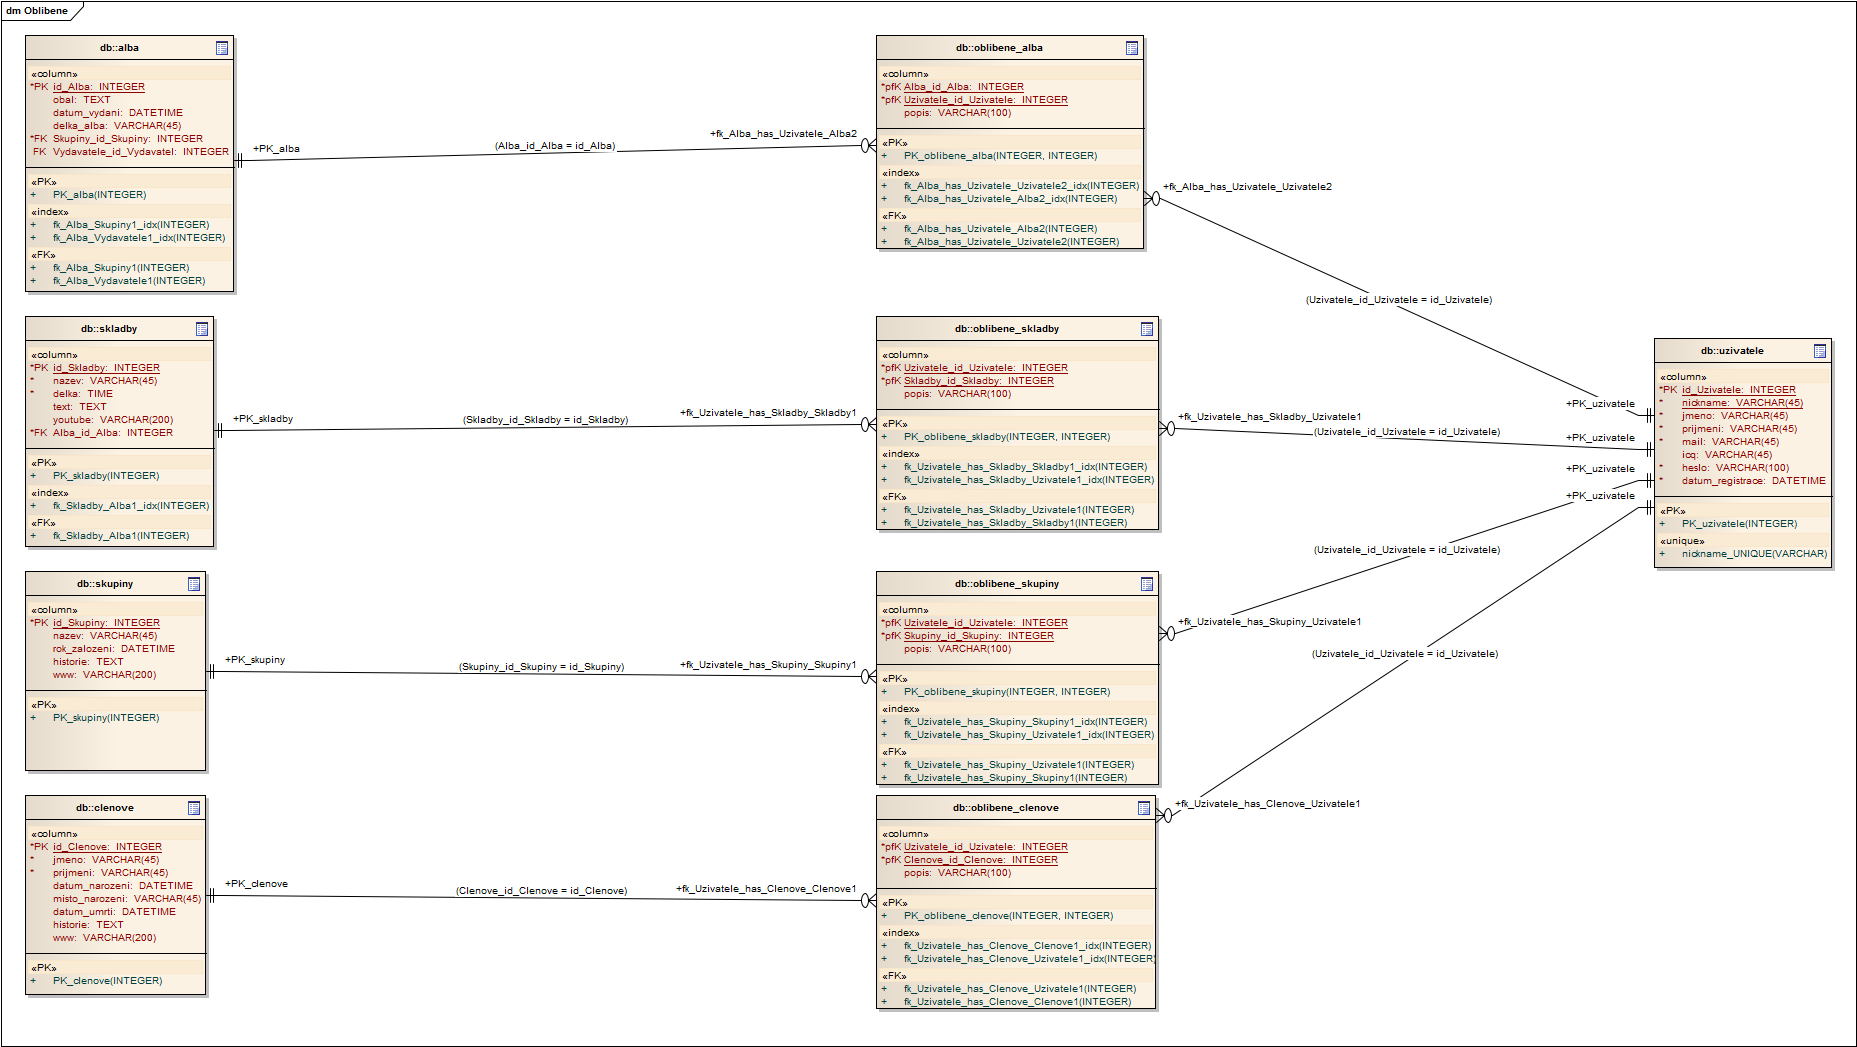 dm Oblibene
db::alba
«column»
*PK id_Alba: INTEGER
obal: TEXT
datum_vydani: DATETIME
delka_alba: VARCHAR(45)
*FK Skupiny_id_Skupiny: INTEGER
FK Vydavatele_id_Vydavatel: INTEGER
«PK»
+ PK_alba(INTEGER)
«index»
+ fk_Alba_Skupiny1_idx(INTEGER)
+ fk_Alba_Vydavatele1_idx(INTEGER)
«FK»
+ fk_Alba_Skupiny1(INTEGER)
+ fk_Alba_Vydavatele1(INTEGER)
+PK_alba
(Alba_id_Alba = id_Alba)
+fk_Alba_has_Uzivatele_Alba2
db::oblibene_alba
«column»
*pfK Alba_id_Alba: INTEGER
*pfK Uzivatele_id_Uzivatele: INTEGER
popis: VARCHAR(100)
«PK»
+ PK_oblibene_alba(INTEGER, INTEGER)
«index»
+ fk_Alba_has_Uzivatele_Uzivatele2_idx(INTEGER)
+ fk_Alba_has_Uzivatele_Alba2_idx(INTEGER)
«FK»
+ fk_Alba_has_Uzivatele_Alba2(INTEGER)
+ fk_Alba_has_Uzivatele_Uzivatele2(INTEGER)
+fk_Alba_has_Uzivatele_Uzivatele2
(Uzivatele_id_Uzivatele = id_Uzivatele)
+PK_uzivatele
db::skladby
«column»
*PK id_Skladby: INTEGER
* nazev: VARCHAR(45)
* delka: TIME
text: TEXT
youtube: VARCHAR(200)
*FK Alba_id_Alba: INTEGER
«PK»
+ PK_skladby(INTEGER)
«index»
+ fk_Skladby_Alba1_idx(INTEGER)
«FK»
+ fk_Skladby_Alba1(INTEGER)
+PK_skladby
(Skladby_id_Skladby = id_Skladby)
+fk_Uzivatele_has_Skladby_Skladby1
db::oblibene_skladby
«column»
*pfK Uzivatele_id_Uzivatele: INTEGER
*pfK Skladby_id_Skladby: INTEGER
popis: VARCHAR(100)
«PK»
+ PK_oblibene_skladby(INTEGER, INTEGER)
«index»
+ fk_Uzivatele_has_Skladby_Skladby1_idx(INTEGER)
+ fk_Uzivatele_has_Skladby_Uzivatele1_idx(INTEGER)
«FK»
+ fk_Uzivatele_has_Skladby_Uzivatele1(INTEGER)
+ fk_Uzivatele_has_Skladby_Skladby1(INTEGER)
+fk_Uzivatele_has_Skladby_Uzivatele1
(Uzivatele_id_Uzivatele = id_Uzivatele)
+PK_uzivatele
db::uzivatele
«column»
*PK id_Uzivatele: INTEGER
* nickname: VARCHAR(45)
* jmeno: VARCHAR(45)
* prijmeni: VARCHAR(45)
* mail: VARCHAR(45)
icq: VARCHAR(45)
* heslo: VARCHAR(100)
* datum_registrace: DATETIME
«PK»
+ PK_uzivatele(INTEGER)
«unique»
+ nickname_UNIQUE(VARCHAR)
db::skupiny
«column»
*PK id_Skupiny: INTEGER
nazev: VARCHAR(45)
rok_zalozeni: DATETIME
historie: TEXT
www: VARCHAR(200)
«PK»
+ PK_skupiny(INTEGER)
+PK_skupiny
(Skupiny_id_Skupiny = id_Skupiny)
+fk_Uzivatele_has_Skupiny_Skupiny1
db::oblibene_skupiny
«column»
*pfK Uzivatele_id_Uzivatele: INTEGER
*pfK Skupiny_id_Skupiny: INTEGER
popis: VARCHAR(100)
«PK»
+ PK_oblibene_skupiny(INTEGER, INTEGER)
«index»
+ fk_Uzivatele_has_Skupiny_Skupiny1_idx(INTEGER)
+ fk_Uzivatele_has_Skupiny_Uzivatele1_idx(INTEGER)
«FK»
+ fk_Uzivatele_has_Skupiny_Uzivatele1(INTEGER)
+ fk_Uzivatele_has_Skupiny_Skupiny1(INTEGER)
+fk_Uzivatele_has_Skupiny_Uzivatele1
(Uzivatele_id_Uzivatele = id_Uzivatele)
+PK_uzivatele
db::clenove
«column»
*PK id_Clenove: INTEGER
* jmeno: VARCHAR(45)
* prijmeni: VARCHAR(45)
datum_narozeni: DATETIME
misto_narozeni: VARCHAR(45)
datum_umrti: DATETIME
historie: TEXT
www: VARCHAR(200)
«PK»
+ PK_clenove(INTEGER)
+PK_clenove
(Clenove_id_Clenove = id_Clenove)
+fk_Uzivatele_has_Clenove_Clenove1
db::oblibene_clenove
«column»
*pfK Uzivatele_id_Uzivatele: INTEGER
*pfK Clenove_id_Clenove: INTEGER
popis: VARCHAR(100)
«PK»
+ PK_oblibene_clenove(INTEGER, INTEGER)
«index»
+ fk_Uzivatele_has_Clenove_Clenove1_idx(INTEGER)
+ fk_Uzivatele_has_Clenove_Uzivatele1_idx(INTEGER)
«FK»
+ fk_Uzivatele_has_Clenove_Uzivatele1(INTEGER)
+ fk_Uzivatele_has_Clenove_Clenove1(INTEGER)
+fk_Uzivatele_has_Clenove_Uzivatele1
(Uzivatele_id_Uzivatele = id_Uzivatele)
+PK_uzivatele